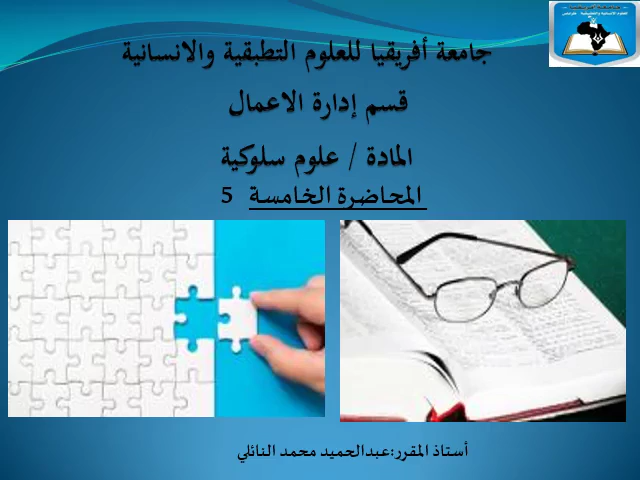 جامعة أفريقيا للعلوم التطبقية والانسانية
قسم إدارة الاعمال
المادة / علوم سلوكية
المحاضرة الخامسة 5
أستاذ المقرر:عبدالحميد محمد النائلي